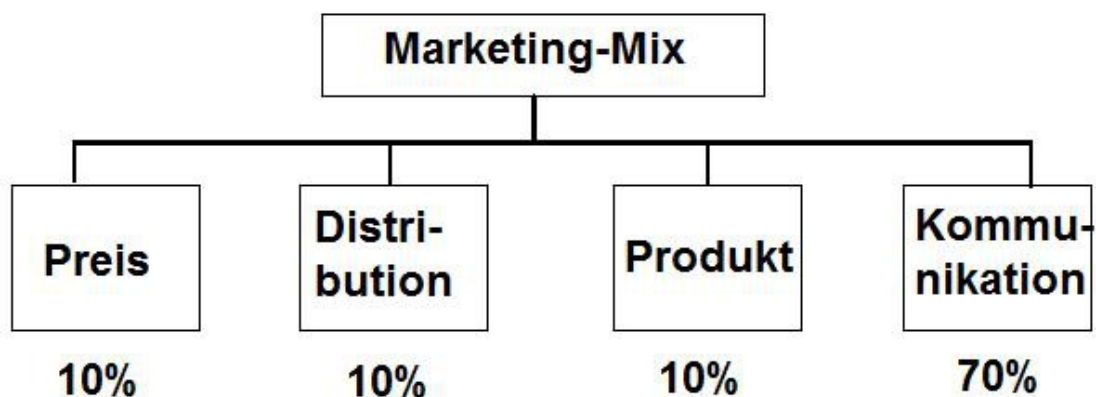 Marketing-Mix
Preis
Distri-
bution
Produkt
Kommu-
nikation
10%
10%
10%
70%